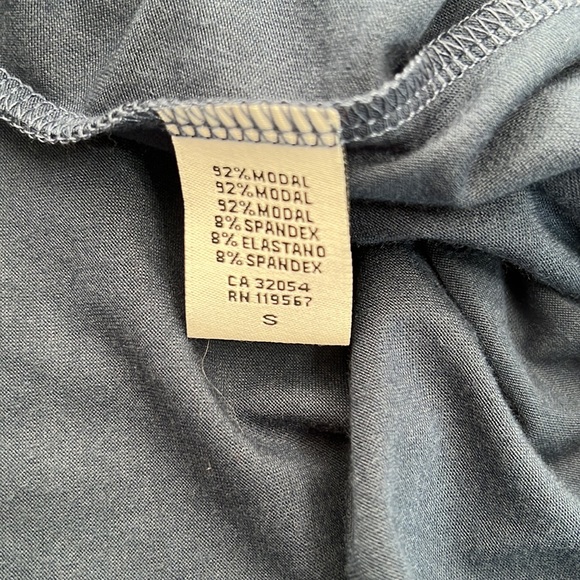 92% MODAL
92% MODAL
92% MODAL
8% SPANDEX
8% ELASTANO
8% SPANDEX
CA 32054
RN 119567
S